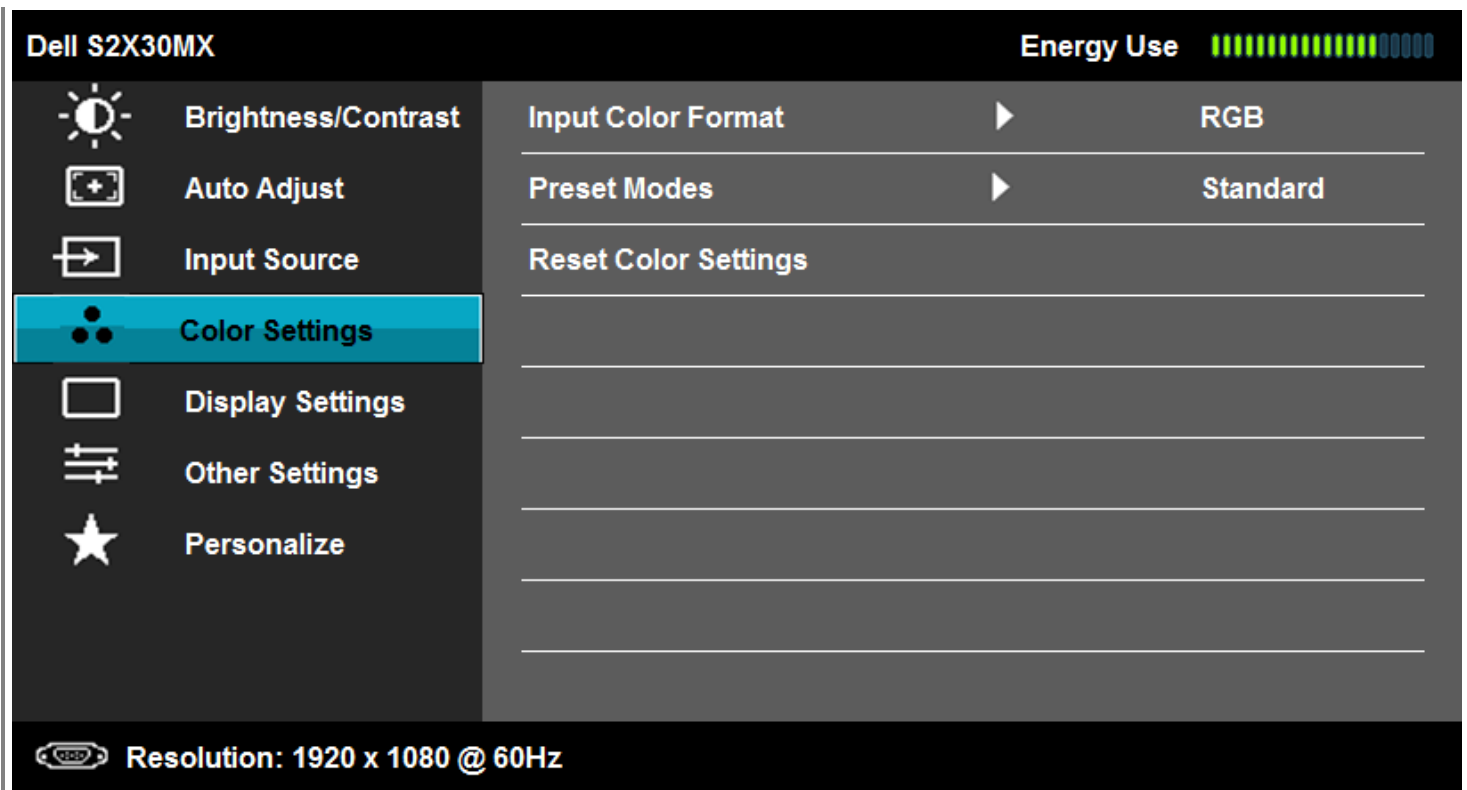 Dell S2X30MX Energy Use
Brightness/Contrast Input Color Format RGB
Auto Adjust Preset Modes Standard
Input Source Reset Color Settings
Color Settings
Display Settings
Other Settings
Personalize
Resolution: 1920 x 1080 @ 60Hz